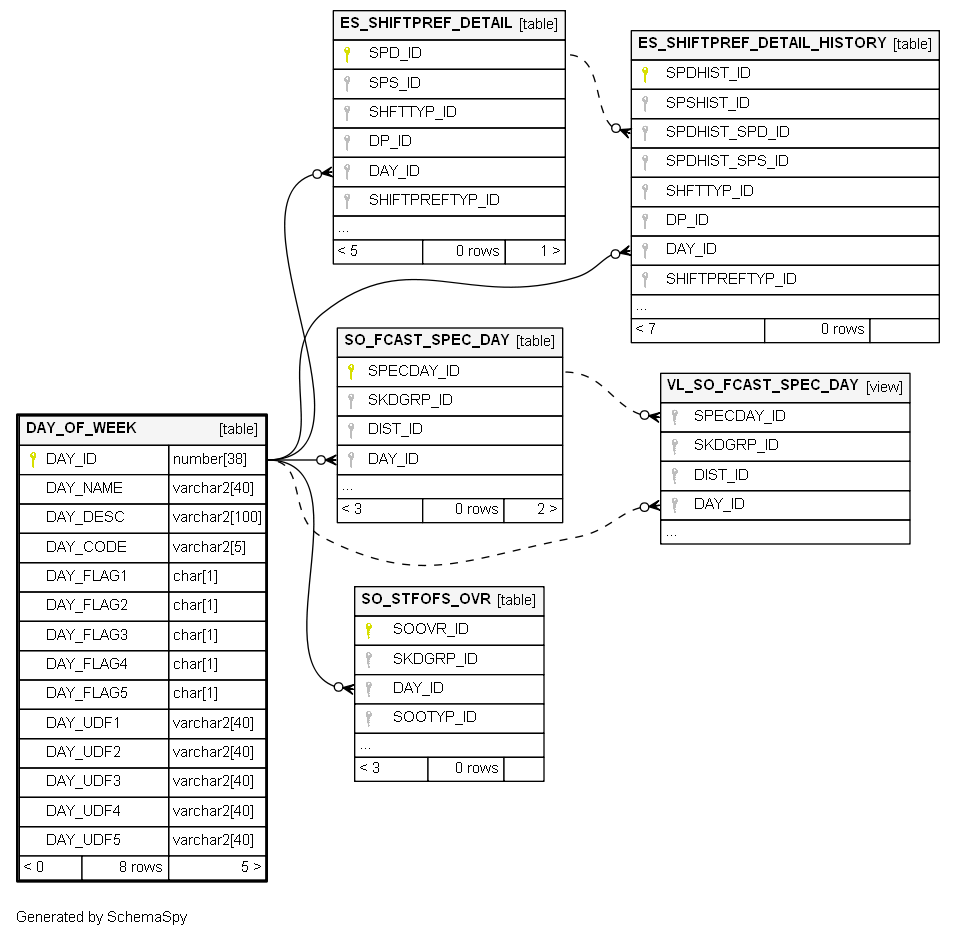 ES_SHIFTPREF_DETAIL [table]
SPD_ID
SPS_ID
SHFTTYP_ID
DP_ID
DAY_ID
SHIFTPREFTYP_ID
...
< 5 0 rows 1 >
ES_SHIFTPREF_DETAIL_HISTORY [table]
SPDHIST_ID
SPSHIST_ID
SPDHIST_SPD_ID
SPDHIST_SPS_ID
SHFTTYP_ID
DP_ID
DAY_ID
SHIFTPREFTYP_ID
...
< 7 0 rows
SO_FCAST_SPEC_DAY [table]
SPECDAY_ID
SKDGRP_ID
DIST_ID
DAY_ID
...
< 3 0 rows 2 >
VL_SO_FCAST_SPEC_DAY [view]
SPECDAY_ID
SKDGRP_ID
DIST_ID
DAY_ID
...
DAY_OF_WEEK [table]
DAY_ID number[38]
DAY_NAME varchar2[40]
DAY_DESC varchar2[100]
DAY_CODE varchar2[5]
DAY_FLAG1 char[1]
DAY_FLAG2 char[1]
DAY_FLAG3 char[1]
DAY_FLAG4 char[1]
DAY_FLAG5 char[1]
DAY_UDF1 varchar2[40]
DAY_UDF2 varchar2[40]
DAY_UDF3 varchar2[40]
DAY_UDF4 varchar2[40]
DAY_UDF5 varchar2[40]
< 0 8 rows 5 >
SO_STFOFS_OVR [table]
SOOVR_ID
SKDGRP_ID
DAY_ID
SOOTYP_ID
...
< 3 0 rows
Generated by SchemaSpy